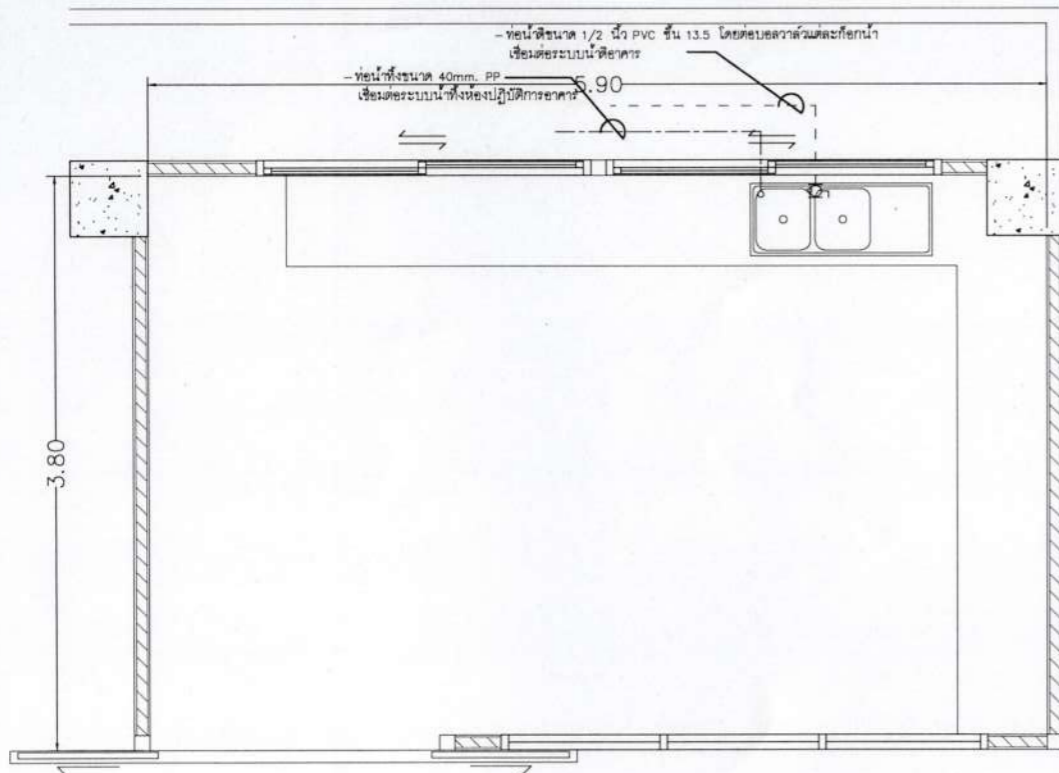 -ท่อน้ำดีขนาด 1/2 นิ้ว PVC ชั้น 13.5 โดยต่อบอลวาล์วแต่ละก๊อกน้ำ
เชื่อมต่อระบบน้ำดีอาคาร
-ท่อน้ำทิ้งขนาด 40mm. PP
เชื่อมต่อระบบน้ำทิ้งห้องปฏิบัติการอาคาร
5.90
3.80